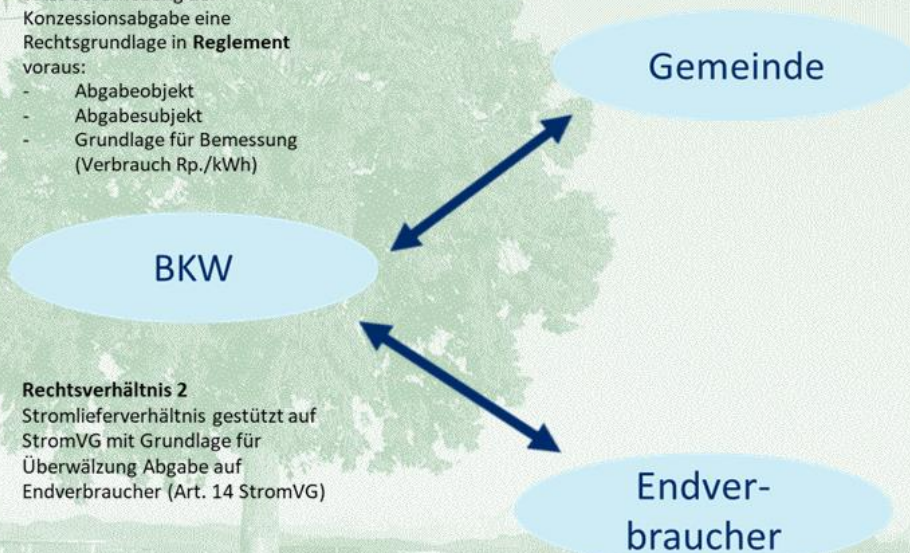 Konzessionsabgabe eine
Rechtsgrundlage in Reglement
voraus:
- Abgabeobjekt
- Abgabesubjekt
- Grundlage für Bemessung
(Verbrauch Rp./kWh)
Gemeinde
BKW
Rechtsverhältnis 2
Stromlieferverhältnis gestützt auf
StromVG mit Grundlage für
Überwälzung Abgabe auf
Endverbraucher (Art. 14 StromVG)
Endver-
braucher